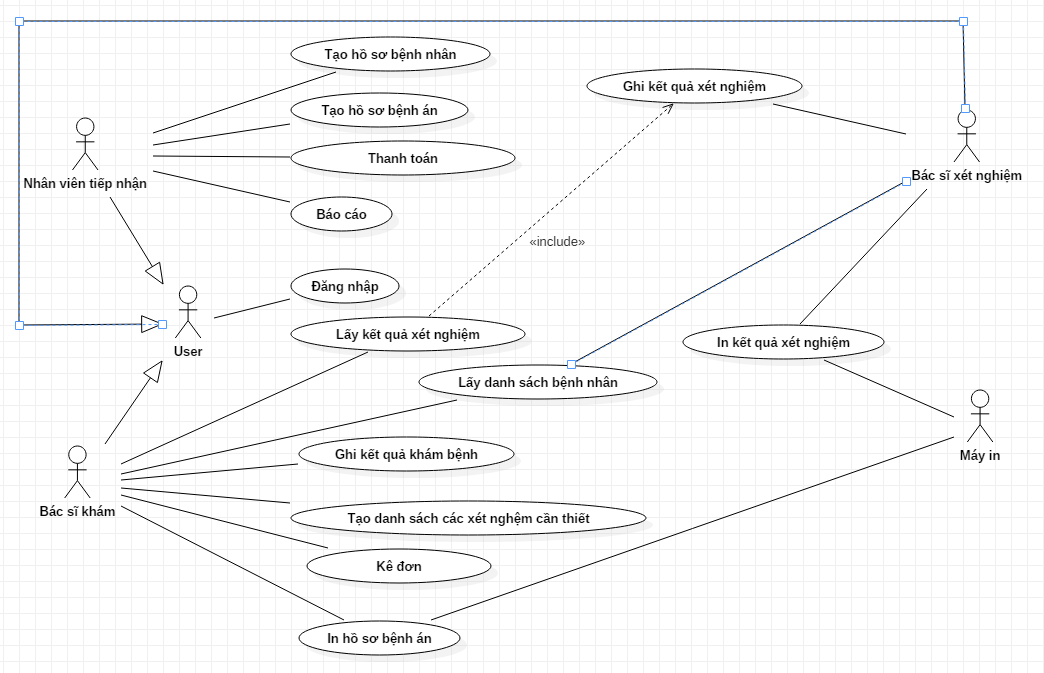 Tạo hồ sơ bệnh nhân
Ghi kết quả xét nghiệm
Tạo hồ sơ bệnh án
Thanh toán
Bác sĩ xét nghiệm
Nhân viên tiếp nhận
Báo cáo
«include»
Đăng nhập
Lấy kết quả xét nghiệm
In kết quả xét nghiệm
User
Lấy danh sách bệnh nhân
Ghi kết quả khám bệnh
Máy in
Bác sĩ khám
Tạo danh sách các xét nghệm cần thiết
Kê đơn
In hồ sơ bệnh án